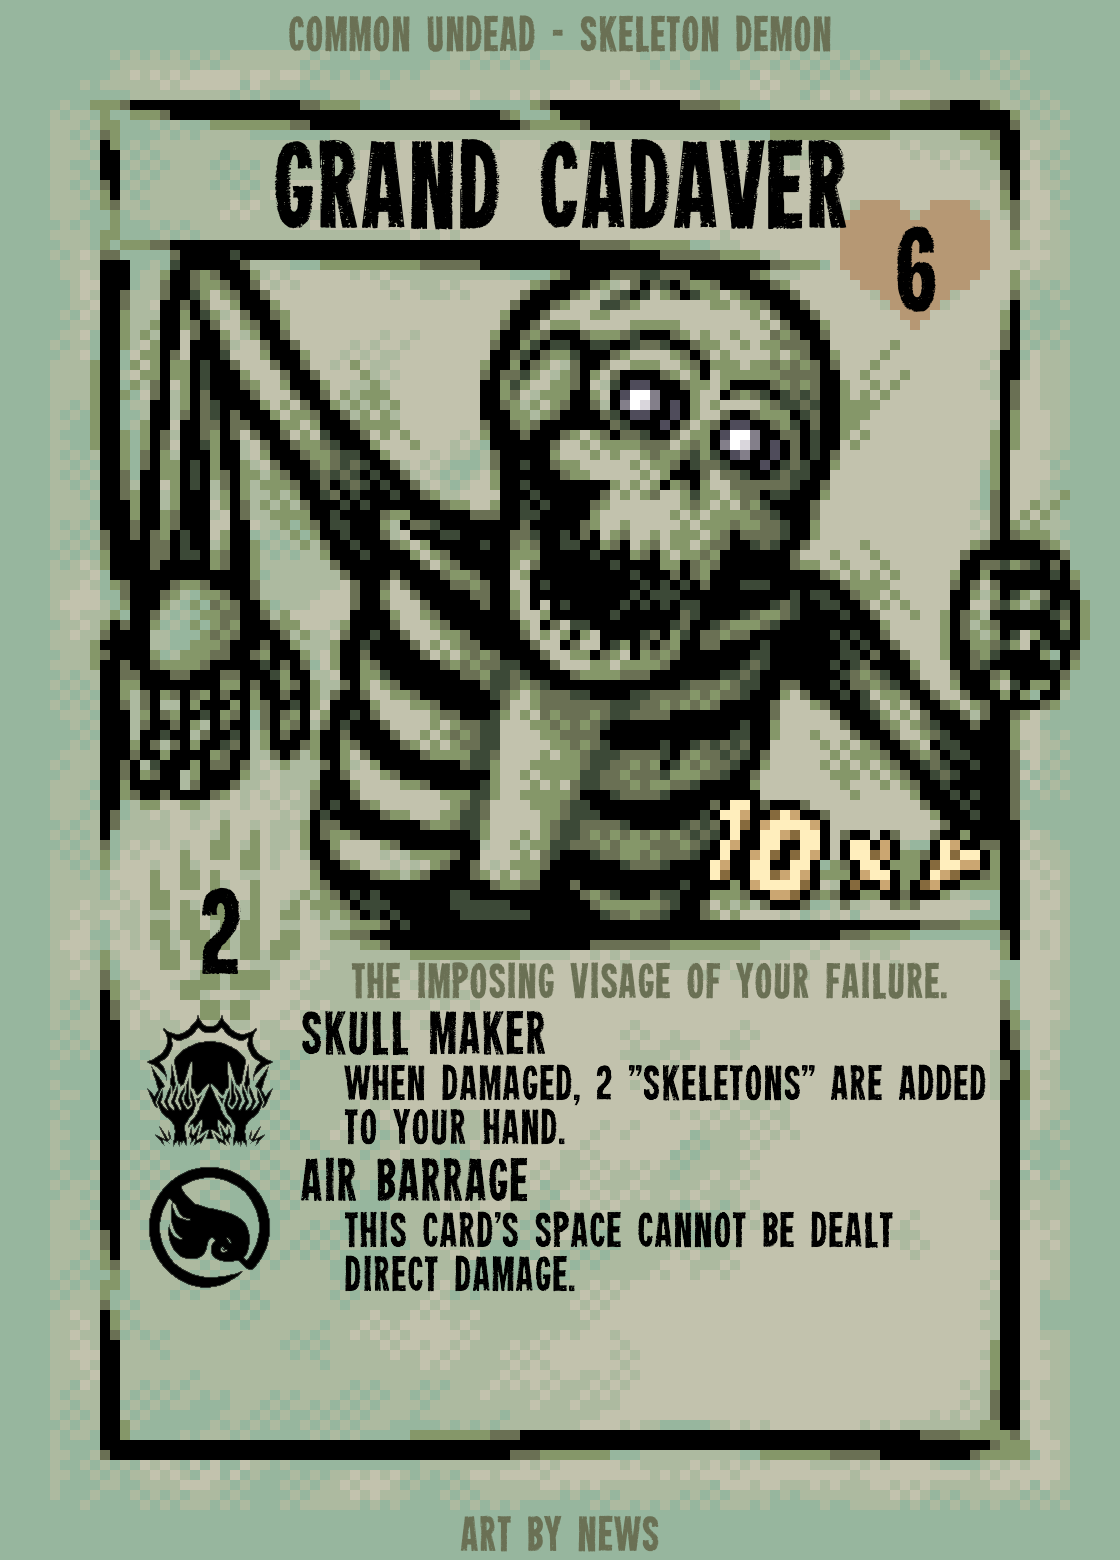 COMMON UNDEAD - SKELETON DEMON
GRAND CADAVER
6
2
THE IMPOSING VISAGE OF YOUR FAILURE.
SKULL MAKER
WHEN DAMAGED, 2 "SKELETONS" ARE ADDED
TO YOUR HAND.
AIR BARRAGE
THIS CARD'S SPACE CANNOT BE DEALT
DIRECT DAMAGE.
ART BY NEWS